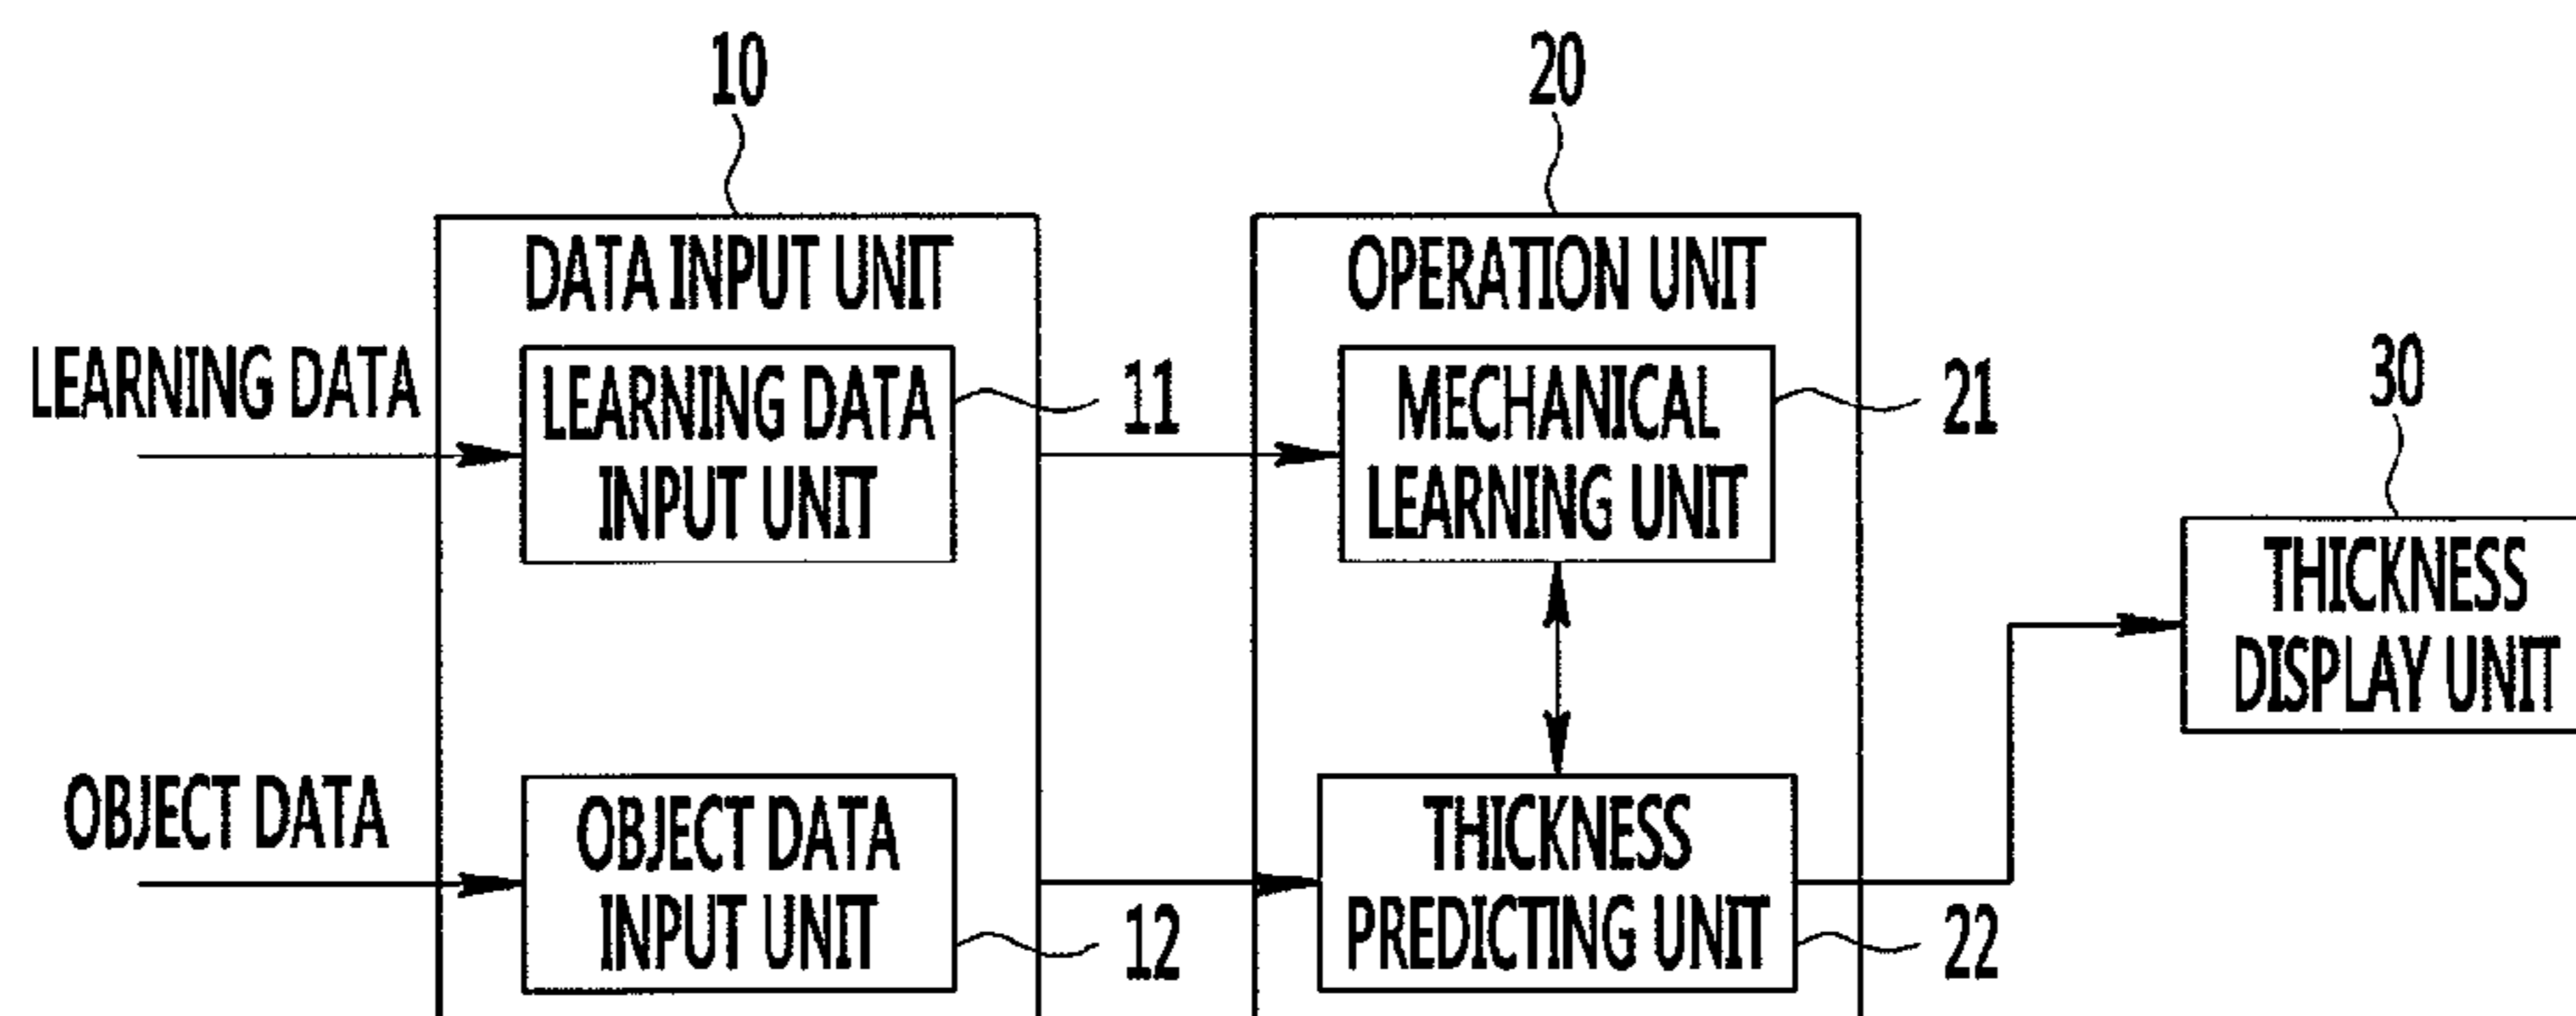 10
20
DATA INPUT UNIT
OPERATION UNIT
LEARNING DATA
LEARNING DATA
INPUT UNIT
11
MECHANICAL
LEARNING UNIT
21
30
THICKNESS
DISPLAY UNIT
OBJECT DATA
OBJECT DATA
INPUT UNIT
12
THICKNESS
PREDICTING UNIT
22